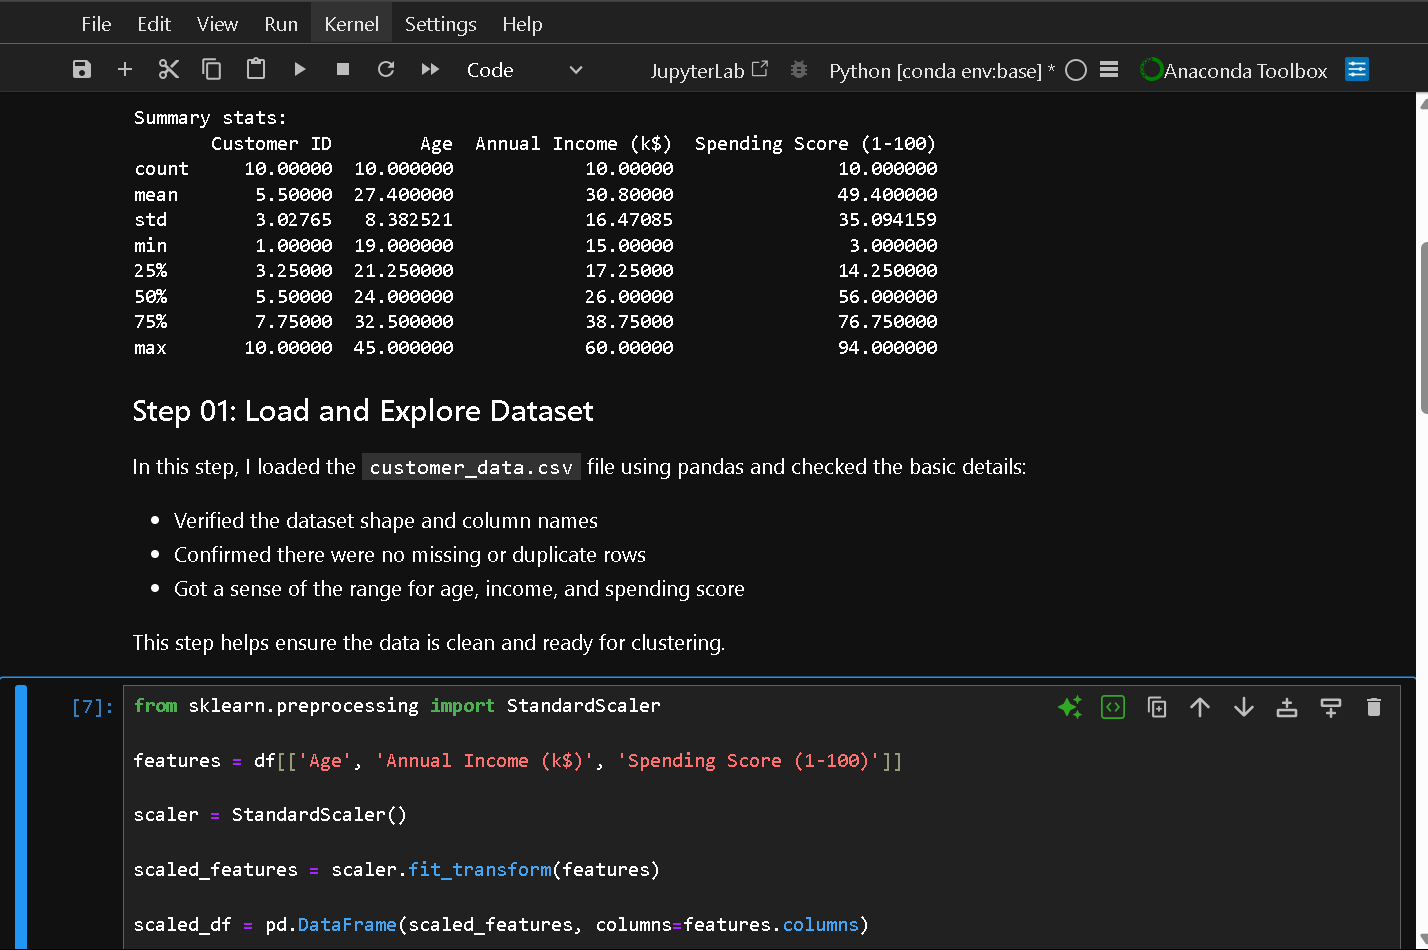 File Edit View Run Kernel Settings Help
Code JupyterLab Python [conda env:base] * Anaconda Toolbox
Summary stats:
Customer ID Age Annual Income (k$) Spending Score (1-100)
count 10.00000 10.000000 10.00000 10.000000
mean 5.50000 27.400000 30.80000 49.400000
std 3.02765 8.382521 16.47085 35.094159
min 1.00000 19.000000 15.00000 3.000000
25% 3.25000 21.250000 17.25000 14.250000
50% 5.50000 24.000000 26.00000 56.000000
75% 7.75000 32.500000 38.75000 76.750000
max 10.00000 45.000000 60.00000 94.000000
Step 01: Load and Explore Dataset
In this step, I loaded the customer_data.csv file using pandas and checked the basic details:
• Verified the dataset shape and column names
• Confirmed there were no missing or duplicate rows
• Got a sense of the range for age, income, and spending score
This step helps ensure the data is clean and ready for clustering.
[7]: from sklearn.preprocessing import StandardScaler
features = df[['Age', 'Annual Income (k$)', 'Spending Score (1-100)']]
scaler = StandardScaler()
scaled_features = scaler.fit_transform(features)
scaled_df = pd.DataFrame(scaled_features, columns=features.columns)